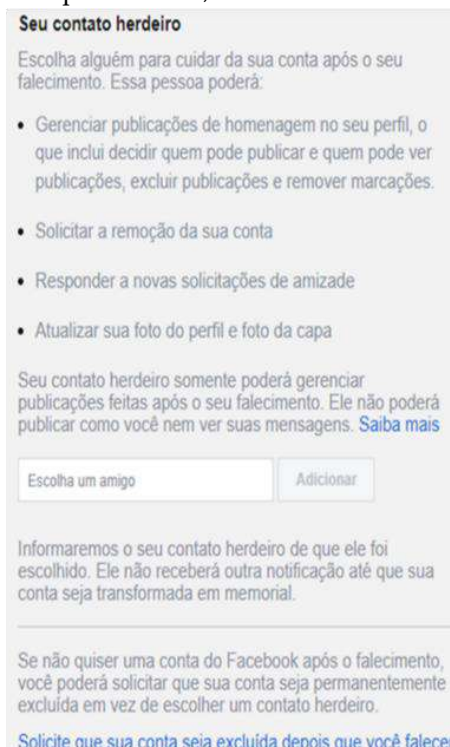 Seu contato herdeiro
Escolha alguém para cuidar da sua conta após o seu
falecimento. Essa pessoa poderá:
• Gerenciar publicações de homenagem no seu perfil, o
que inclui decidir quem pode publicar e quem pode ver
publicações, excluir publicações e remover marcações.
• Solicitar a remoção da sua conta
• Responder a novas solicitações de amizade
• Atualizar sua foto do perfil e foto da capa
Seu contato herdeiro somente poderá gerenciar
publicações feitas após o seu falecimento. Ele não poderá
publicar como você nem ver suas mensagens. Saiba mais
Escolha um amigo Adicionar
Informaremos o seu contato herdeiro de que ele foi
escolhido. Ele não receberá outra notificação até que sua
conta seja transformada em memorial.
Se não quiser uma conta do Facebook após o falecimento,
você poderá solicitar que sua conta seja permanentemente
excluída em vez de escolher um contato herdeiro.
Solicite que sua conta seja excluída depois que você falecer